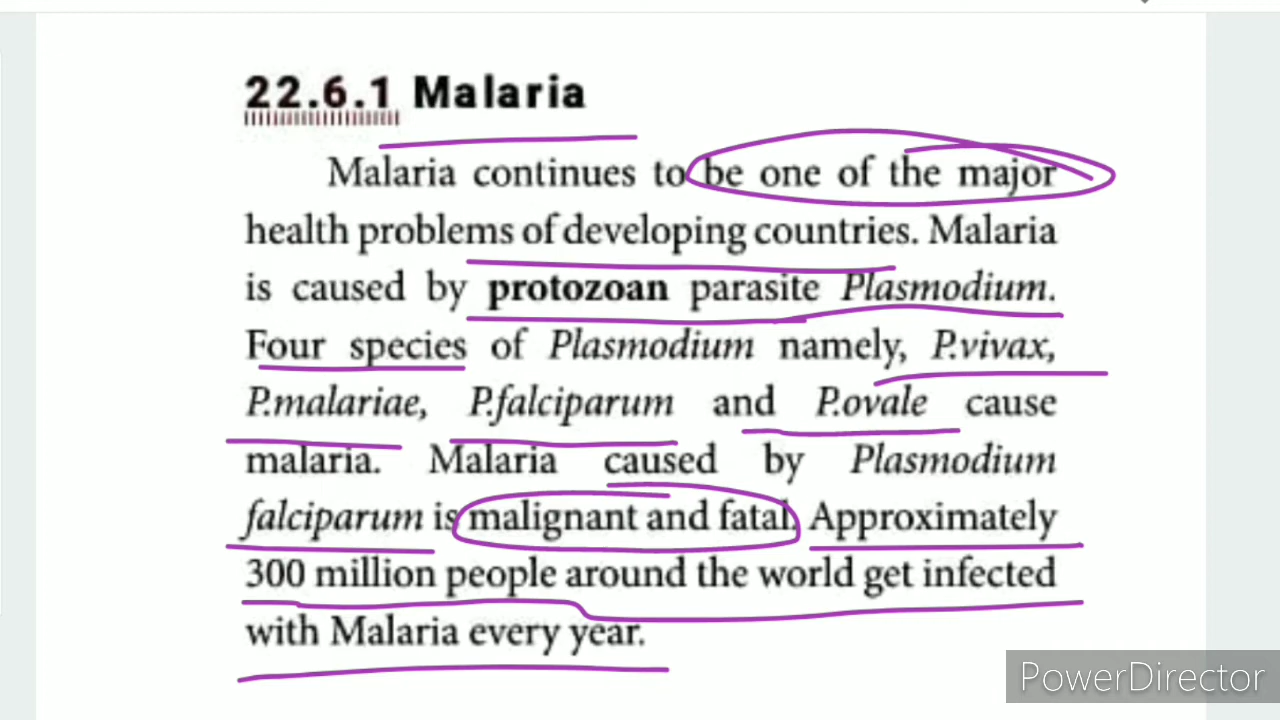 22.6.1 Malaria
Malaria continues to be one of the major
health problems of developing countries. Malaria
is caused by protozoan parasite Plasmodium.
Four species of Plasmodium namely, P.vivax,
P.malariae, P.falciparum and P.ovale cause
malaria. Malaria caused by Plasmodium
falciparum is malignant and fatal. Approximately
300 million people around the world get infected
with Malaria every year.
PowerDirector